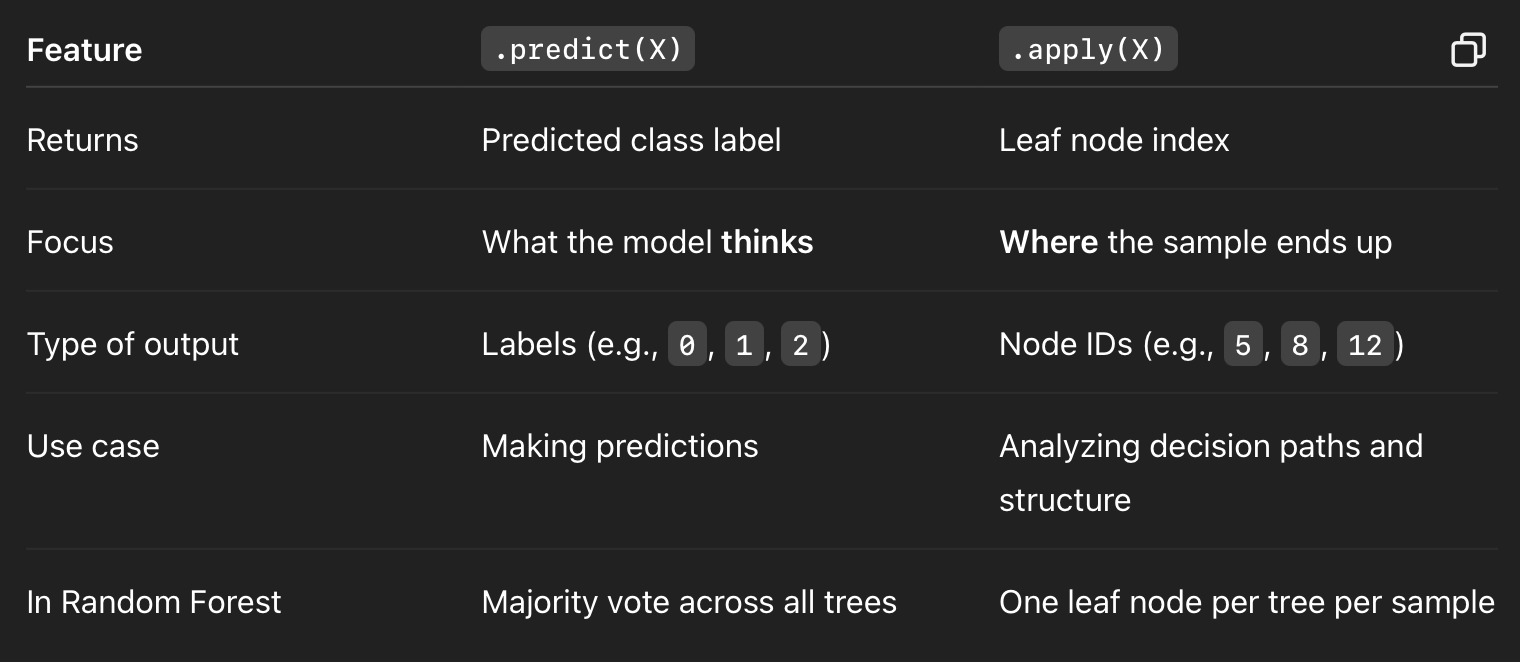 Feature .predict(X) .apply(X)
Returns Predicted class label Leaf node index
Focus What the model thinks Where the sample ends up
Type of output Labels (e.g., 0, 1, 2) Node IDs (e.g., 5, 8, 12)
Use case Making predictions Analyzing decision paths and
structure
In Random Forest Majority vote across all trees One leaf node per tree per sample